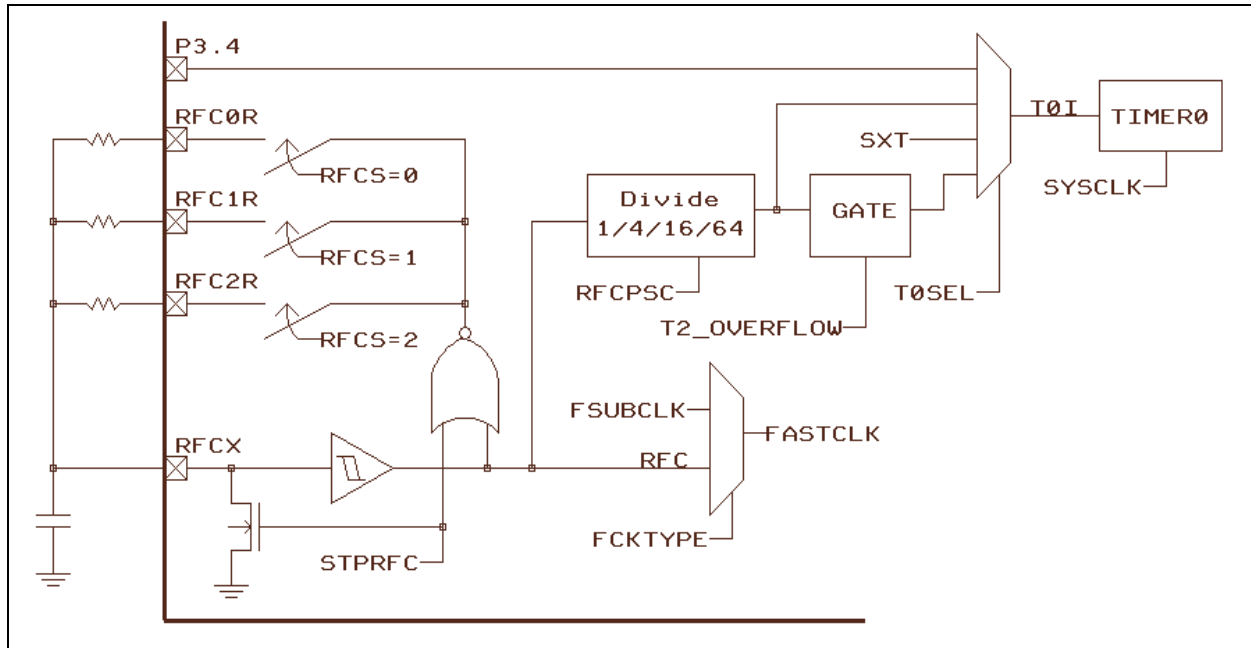 P3.4
RFC0R
T0I
TIMER0
SXT
RFCS=0
SYSCLK
RFC1R
Divide
1/4/16/64
GATE
RFCS=1
RFC2R
RFCPSC
T0SEL
T2_OVERFLOW
RFCS=2
FSUBCLK
FASTCLK
RFCX
RFC
FCKTYPE
STPRFC